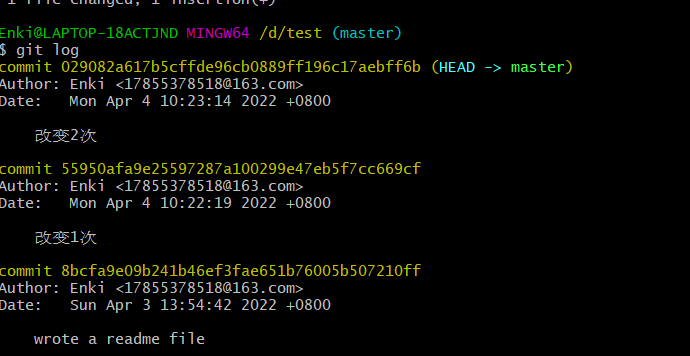 1 file changed, 1 insertion(+)
Enki@LAPTOP-18ACTJND MINGW64 /d/test (master)
$ git log
commit 029082a617b5cffde96cb0889ff196c17aebff6b (HEAD -> master)
Author: Enki <17855378518@163.com>
Date:   Mon Apr 4 10:23:14 2022 +0800
改变2次
commit 55950afa9e25597287a100299e47eb5f7cc669cf
Author: Enki <17855378518@163.com>
Date:   Mon Apr 4 10:22:19 2022 +0800
改变1次
commit 8bcfa9e09b241b46ef3fae651b76005b507210ff
Author: Enki <17855378518@163.com>
Date:   Sun Apr 3 13:54:42 2022 +0800
wrote a readme file